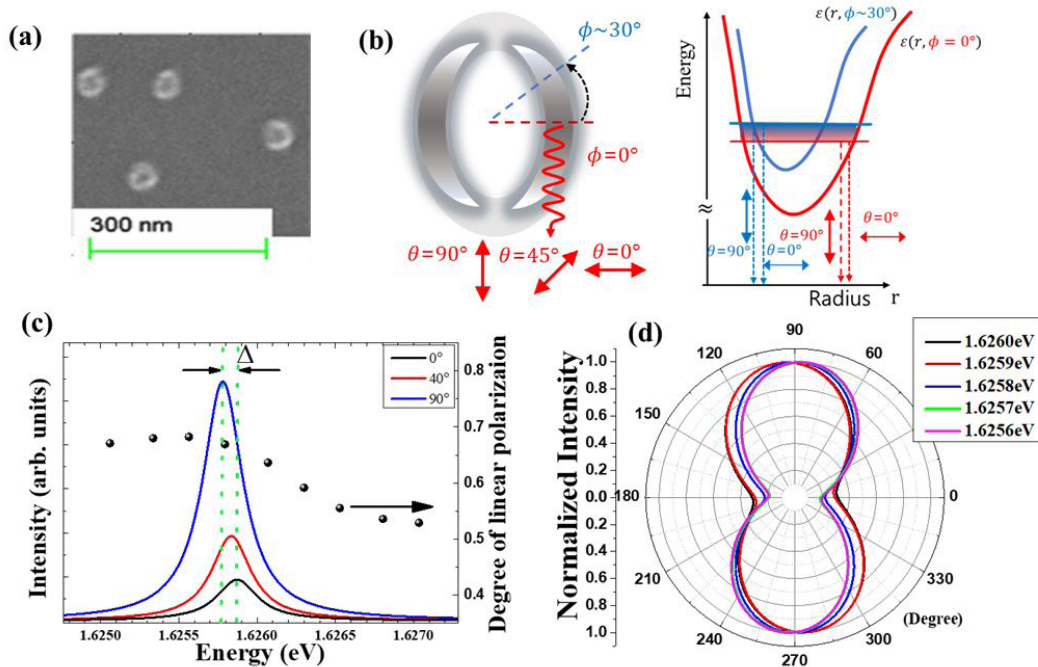 (a)
300 nm
(b)
ϕ~30°
ϕ=0°
θ=90°
θ=45°
θ=0°
Energy
ε(r,ϕ~30°)
ε(r,ϕ = 0°)
≈
θ=90°
θ=0°
θ=90°
θ=0°
Radius r
(c)
Intensity (arb. units)
Δ
0°
40°
90°
0.8
0.7
0.6
0.5
0.4
Degree of linear polarizaion
1.6250
1.6255
1.6260
1.6265
1.6270
Energy (eV)
(d)
Normalized Intensity
1.0
0.8
0.6
0.4
0.2
0.0
0.2
0.4
0.6
0.8
1.0
90
120
60
150
180
0
210
330
240
300
270
(Degree)
1.6260eV
1.6259eV
1.6258eV
1.6257eV
1.6256eV